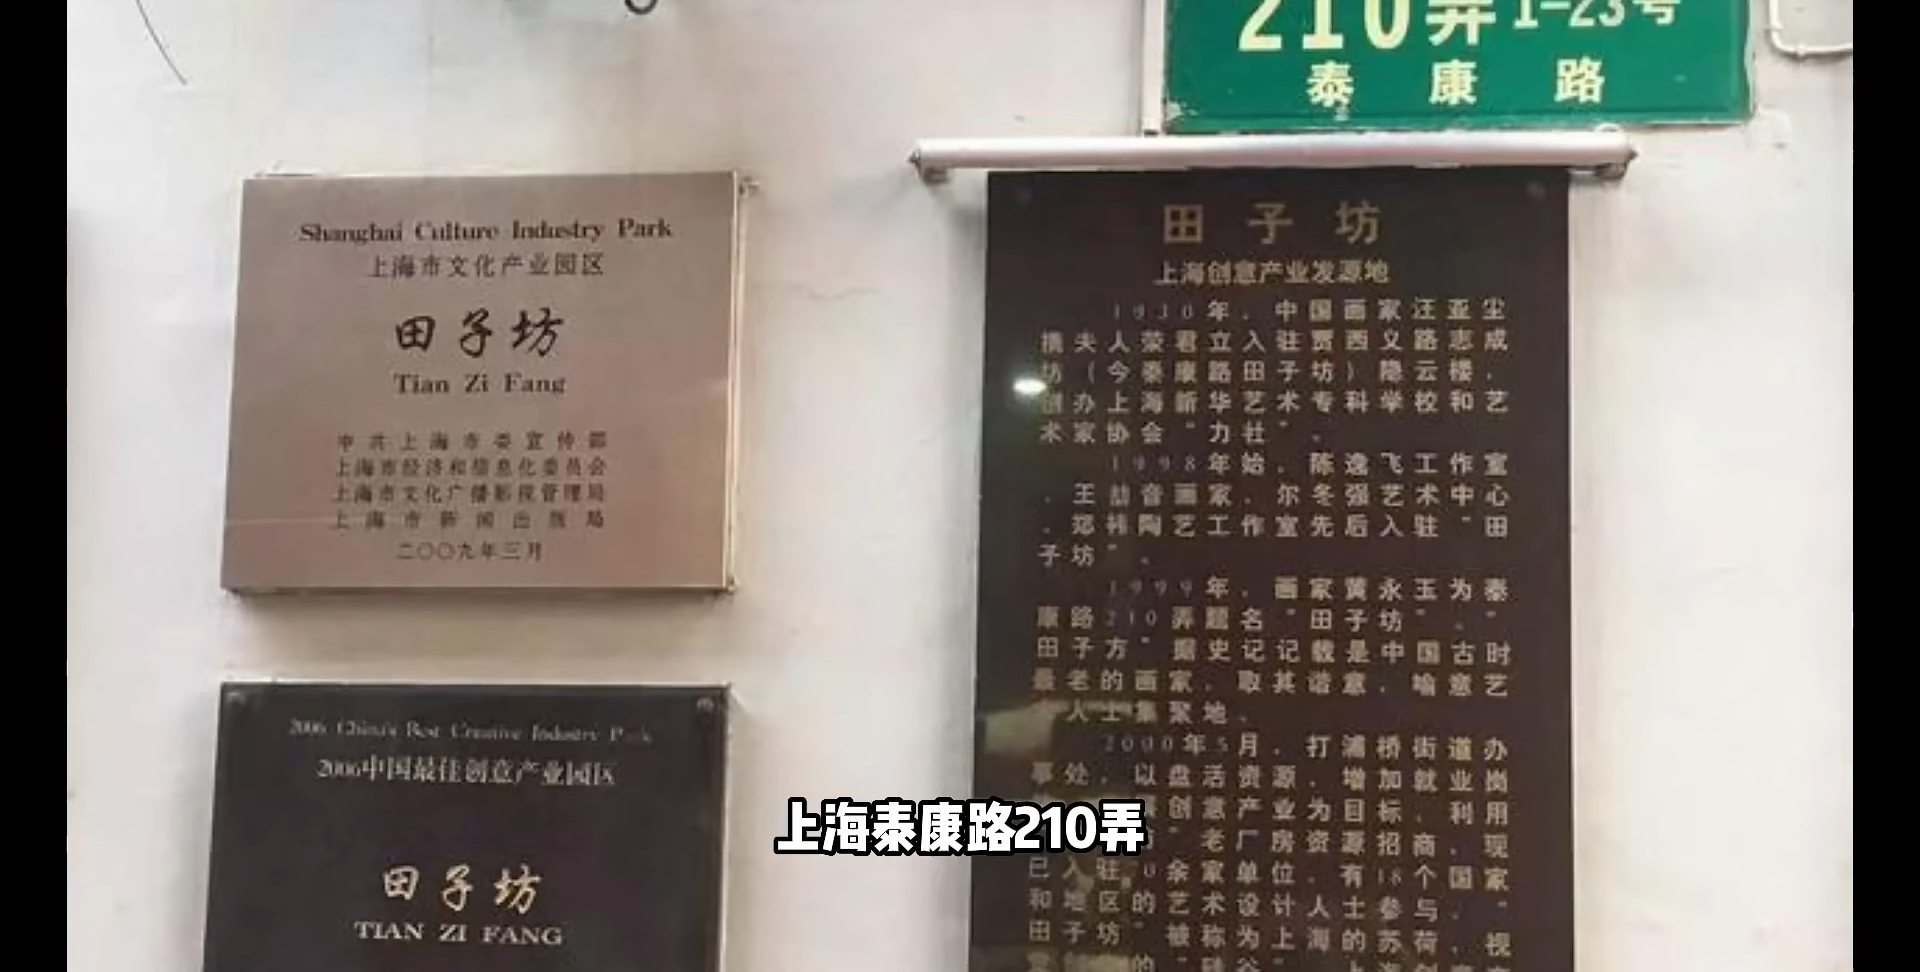 210弄1-23号
泰康路
Shanghai Culture Industry Park
上海市文化产业园区
田子坊
Tian Zi Fang
中共上海市委宣传部
上海市经济和信息化委员会
上海市文化广播影视管理局
上海市新闻出版局
二〇〇九年三月
2006 China's Best Creative Industry Park
2006中国最佳创意产业园区
田子坊
TIAN ZI FANG
田子坊
上海创意产业发源地
1930年，中国画家汪亚尘
携夫人荣君立入驻贾西义路志成
坊（今泰康路田子坊）隐云楼，
创办上海新华艺术专科学校和艺
术家协会“力社”。
1998年始，陈逸飞工作室
、王劼音画家、尔冬强艺术中心
、郑祎陶艺工作室先后入驻“田
子坊”。
1999年，画家黄永玉为泰
康路210弄题名“田子坊”。“
田子方”据史记记载是中国古时
最老的画家，取其谐意，喻意艺
人士集聚地。
2000年5月，打浦桥街道办
事处，以盘活资源，增加就业岗
创意产业为目标，利用
老厂房资源招商，现
已入驻 0余家单位，有18个国家
和地区的艺术设计人士参与。“
田子坊”被称为上海的苏荷，视
的“硅谷”
上海泰康路210弄